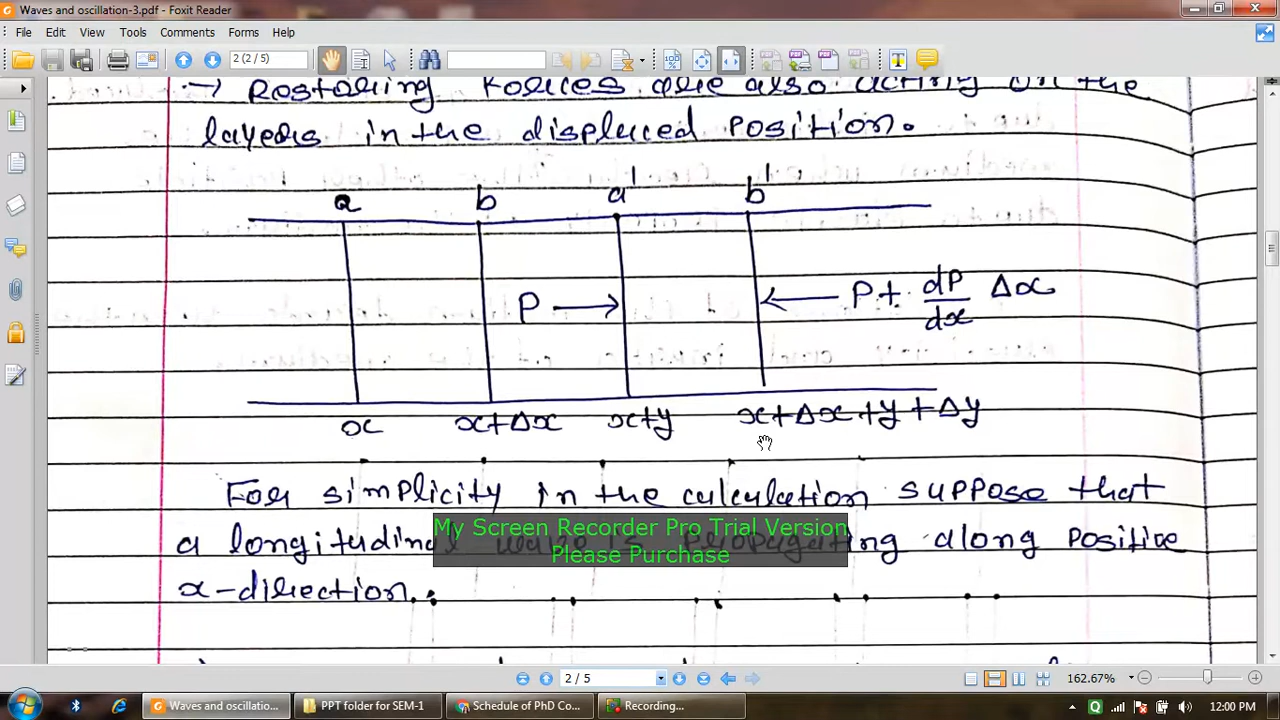 Waves and oscillation-3.pdf - Foxit Reader
File Edit View Tools Comments Forms Help
2 (2 / 5)
→ Restoring forces are also acting on the
layers in the displaced position.
a b a' b'
P → ← P + dP/dx Δx
x x+Δx x+y x+Δx+y+Δy
For simplicity in the calculation suppose that
a longitudinal wave is propagating along positive
x-direction.
My Screen Recorder Pro Trial Version
Please Purchase
2 / 5 162.67%
Waves and oscillatio... PPT folder for SEM-1 Schedule of PhD Co... Recording... 12:00 PM